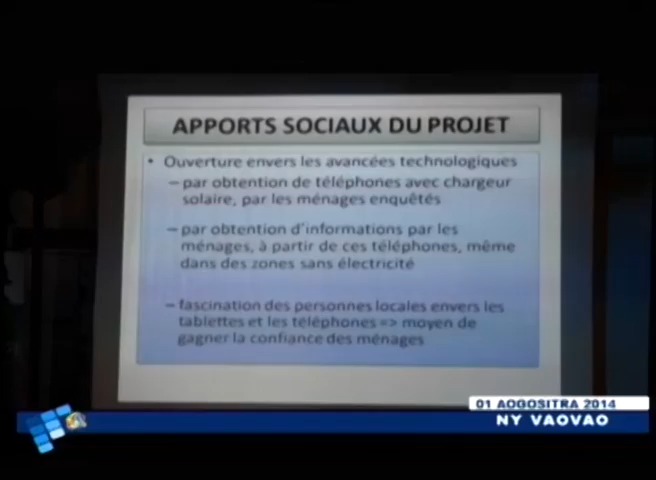 APPORTS SOCIAUX DU PROJET
• Ouverture envers les avancées technologiques
– par obtention de téléphones avec chargeur
solaire, par les ménages enquêtés
– par obtention d'informations par les
ménages, à partir de ces téléphones, même
dans des zones sans électricité
– fascination des personnes locales envers les
tablettes et les téléphones => moyen de
gagner la confiance des ménages
01 AOGOSITRA 2014
NY VAOVAO